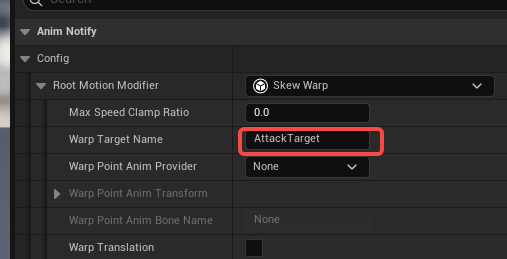 Search
Anim Notify
Config
Root Motion Modifier Skew Warp
Max Speed Clamp Ratio 0.0
Warp Target Name AttackTarget
Warp Point Anim Provider None
Warp Point Anim Transform
Warp Point Anim Bone Name None
Warp Translation